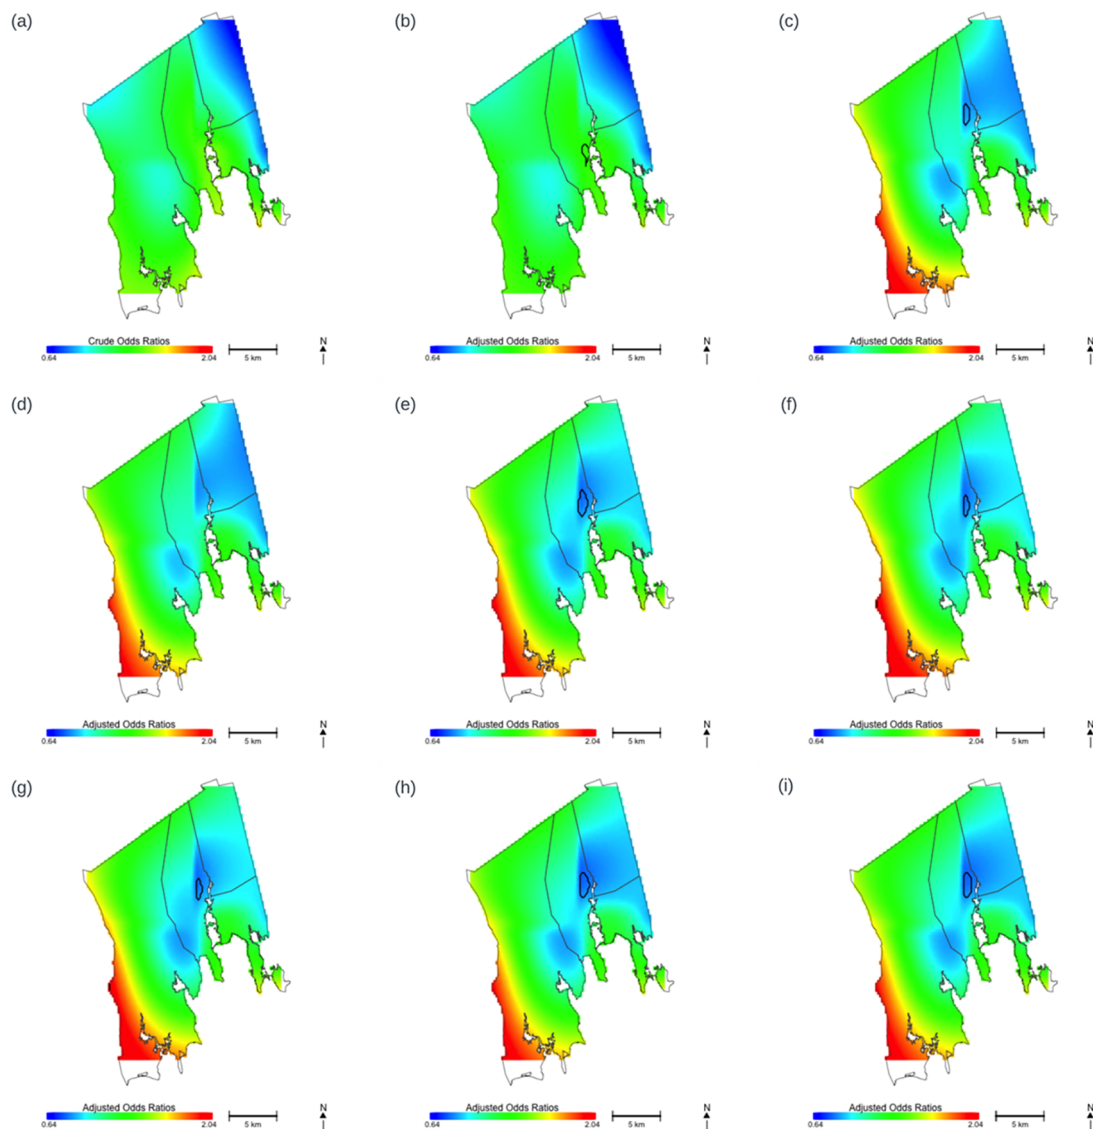 (a) (b) (c)
Crude Odds Ratios N Adjusted Odds Ratios N Adjusted Odds Ratios N
0.64 2.04 5 km 0.64 2.04 5 km 0.64 2.04 5 km
(d) (e) (f)
Adjusted Odds Ratios N Adjusted Odds Ratios N Adjusted Odds Ratios N
0.64 2.04 5 km 0.64 2.04 5 km 0.64 2.04 5 km
(g) (h) (i)
Adjusted Odds Ratios N Adjusted Odds Ratios N Adjusted Odds Ratios N
0.64 2.04 5 km 0.64 2.04 5 km 0.64 2.04 5 km